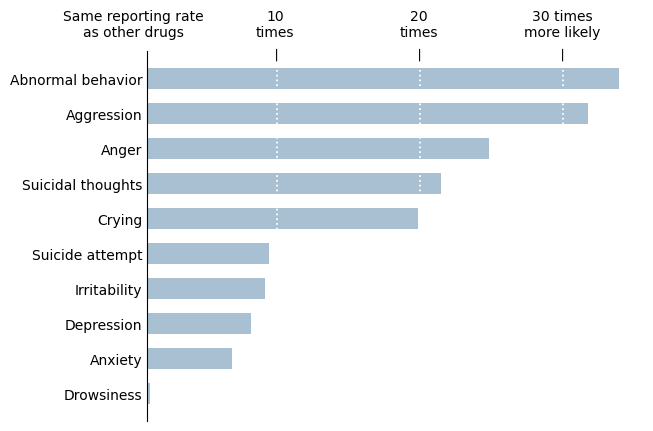 Same reporting rate
as other drugs
10
times
20
times
30 times
more likely
Abnormal behavior
Aggression
Anger
Suicidal thoughts
Crying
Suicide attempt
Irritability
Depression
Anxiety
Drowsiness